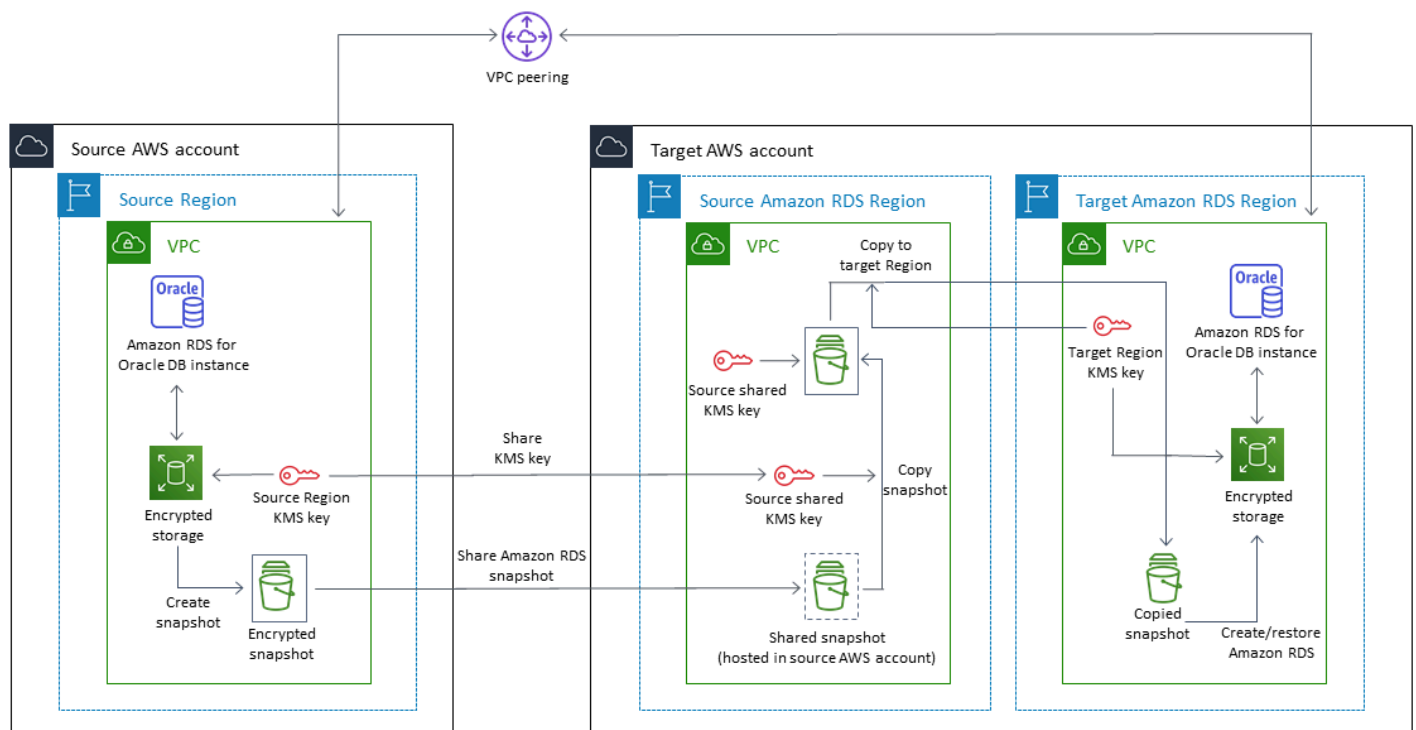 VPC peering
Source AWS account
Source Region
VPC
Oracle
Amazon RDS for
Oracle DB instance
Encrypted
storage
Source Region
KMS key
Create
snapshot
Encrypted
snapshot
Share
KMS key
Share Amazon RDS
snapshot
Target AWS account
Source Amazon RDS Region
VPC
Copy to
target Region
Source shared
KMS key
Source shared
KMS key
Copy
snapshot
Shared snapshot
(hosted in source AWS account)
Target Amazon RDS Region
VPC
Oracle
Amazon RDS for
Oracle DB instance
Target Region
KMS key
Encrypted
storage
Copied
snapshot
Create/restore
Amazon RDS